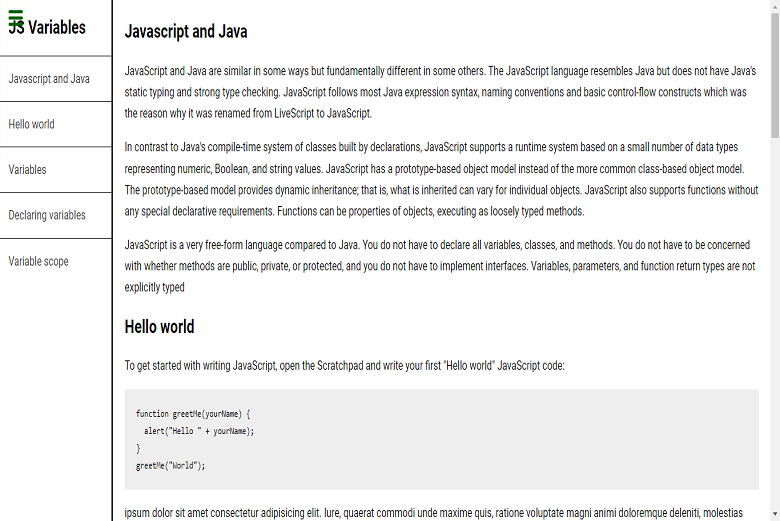 JS Variables
Javascript and Java
Hello world
Variables
Declaring variables
Variable scope
Javascript and Java
JavaScript and Java are similar in some ways but fundamentally different in some others. The JavaScript language resembles Java but does not have Java's
static typing and strong type checking. JavaScript follows most Java expression syntax, naming conventions and basic control-flow constructs which was
the reason why it was renamed from LiveScript to JavaScript.
In contrast to Java's compile-time system of classes built by declarations, JavaScript supports a runtime system based on a small number of data types
representing numeric, Boolean, and string values. JavaScript has a prototype-based object model instead of the more common class-based object model.
The prototype-based model provides dynamic inheritance; that is, what is inherited can vary for individual objects. JavaScript also supports functions without
any special declarative requirements. Functions can be properties of objects, executing as loosely typed methods.
JavaScript is a very free-form language compared to Java. You do not have to declare all variables, classes, and methods. You do not have to be concerned
with whether methods are public, private, or protected, and you do not have to implement interfaces. Variables, parameters, and function return types are not
explicitly typed
Hello world
To get started with writing JavaScript, open the Scratchpad and write your first "Hello world" JavaScript code:
function greetMe(yourName) {
alert("Hello " + yourName);
}
greetMe("World");
ipsum dolor sit amet consectetur adipisicing elit. Iure, quaerat commodi unde maxime quis, ratione voluptate magni animi doloremque deleniti, molestias